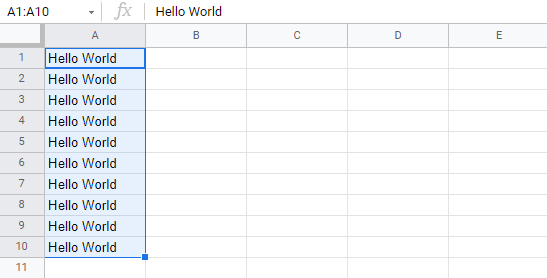 A1:A10 fx Hello World
A B C D E
1 Hello World
2 Hello World
3 Hello World
4 Hello World
5 Hello World
6 Hello World
7 Hello World
8 Hello World
9 Hello World
10 Hello World
11